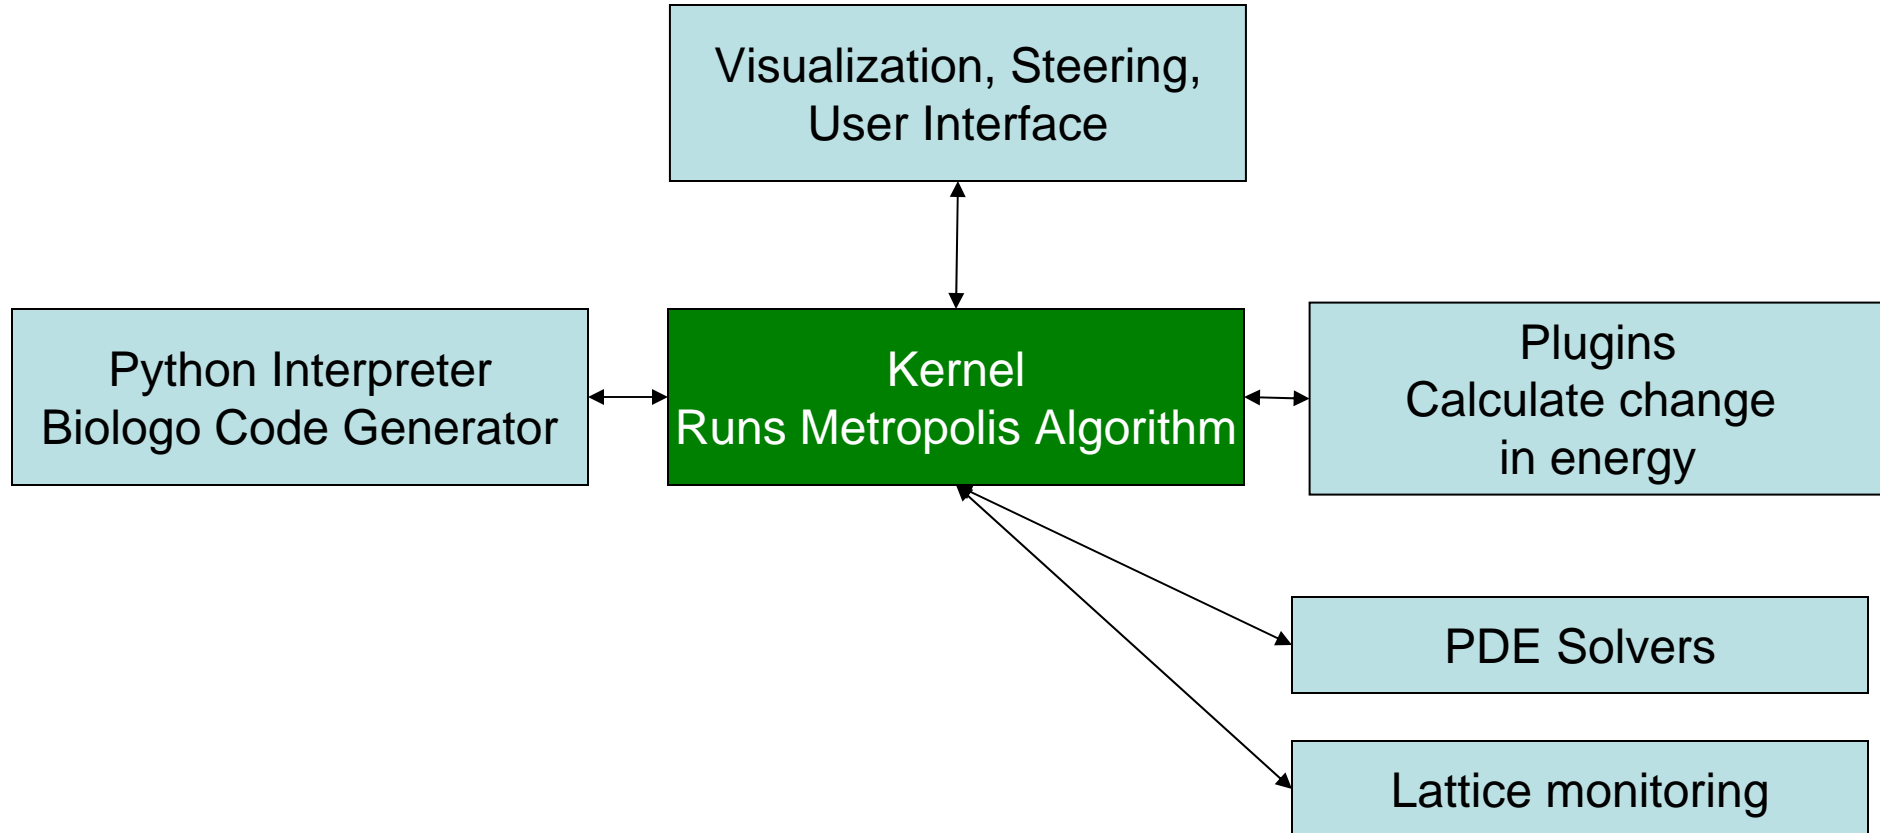 Visualization, Steering,
User Interface
Python Interpreter
Biologo Code Generator
Kernel
Runs Metropolis Algorithm
Plugins
Calculate change
in energy
PDE Solvers
Lattice monitoring